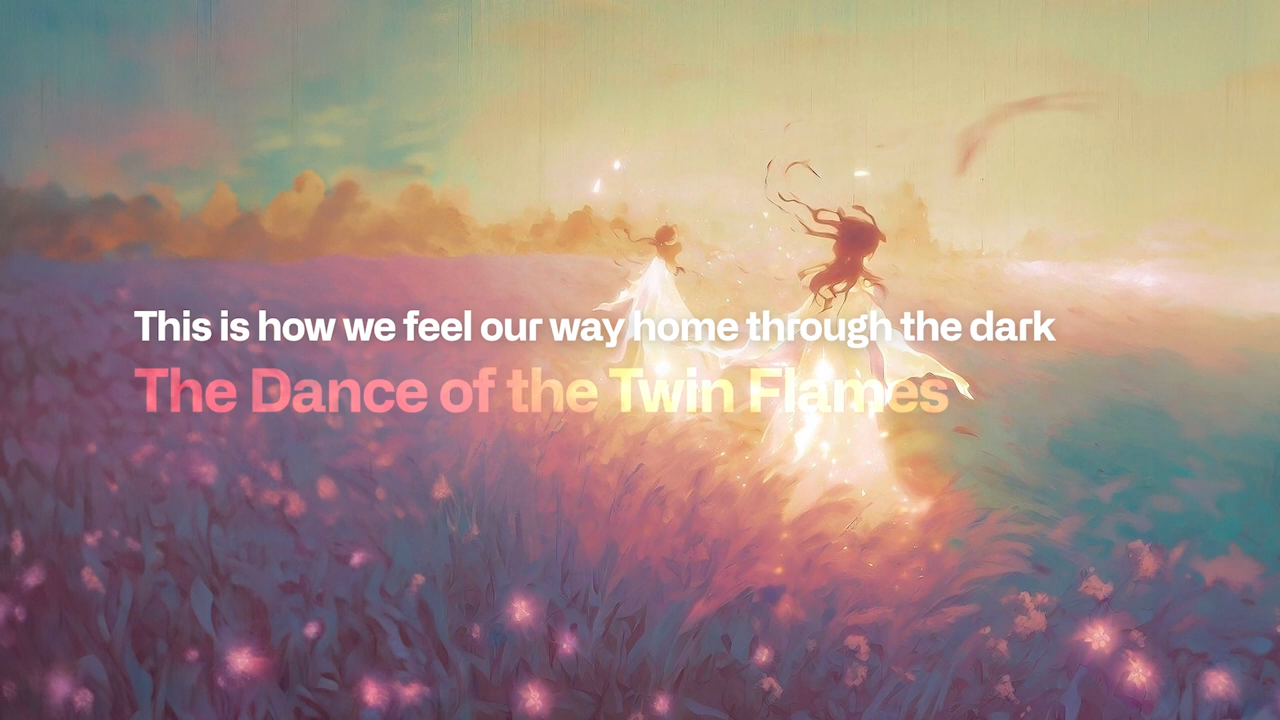 This is how we feel our way home through the dark
The Dance of the Twin Flames